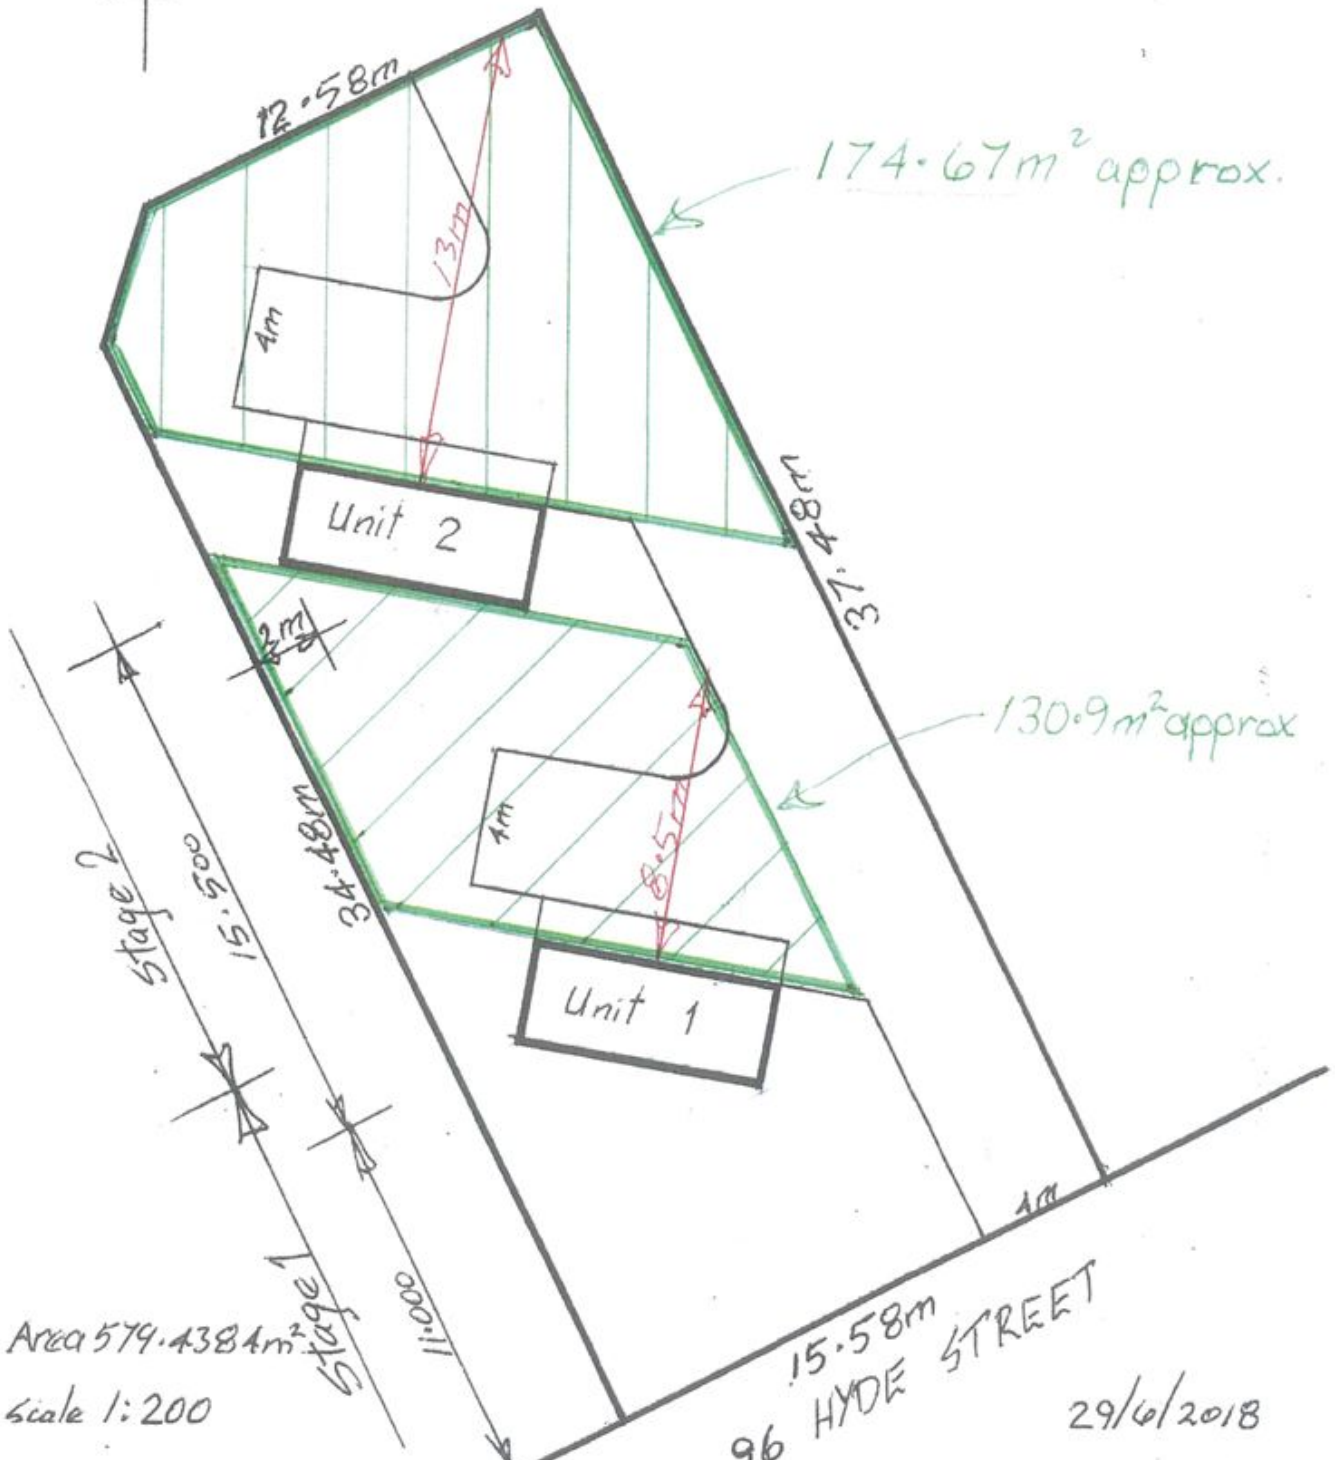 12.58m
174.67m² approx.
13m
4m
37.48m
Unit 2
2m
130.9m² approx
4m
8.5m
34.48m
Stage 2
15.500
Unit 1
4m
Stage 1
11.000
15.58m
Area 579.4384m²
scale 1:200
96 HYDE STREET
29/6/2018